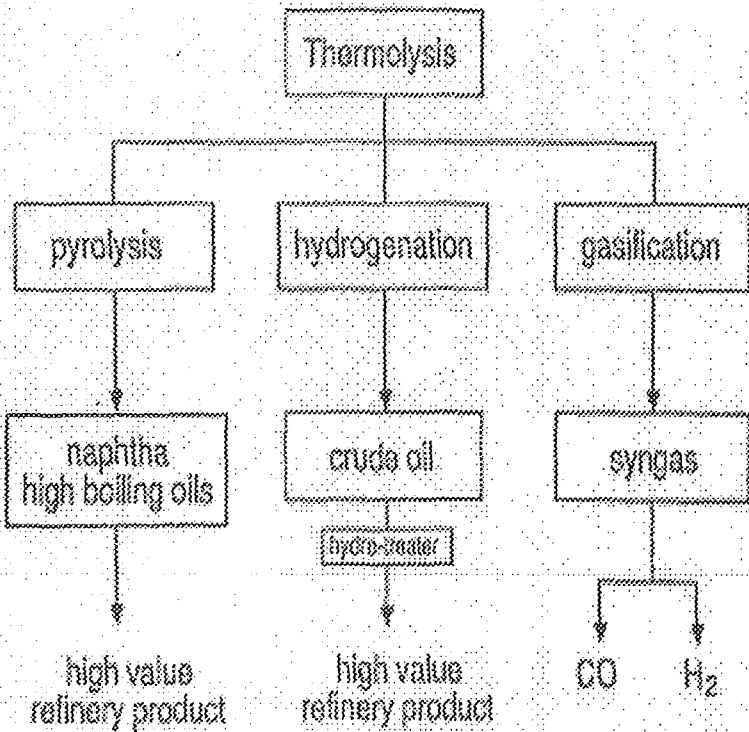 Thermolysis
pyrolysis
hydrogenation
gasification
naphtha
high boiling oils
crude oil
syngas
hydro-treater
high value
refinery product
high value
refinery product
CO
H₂